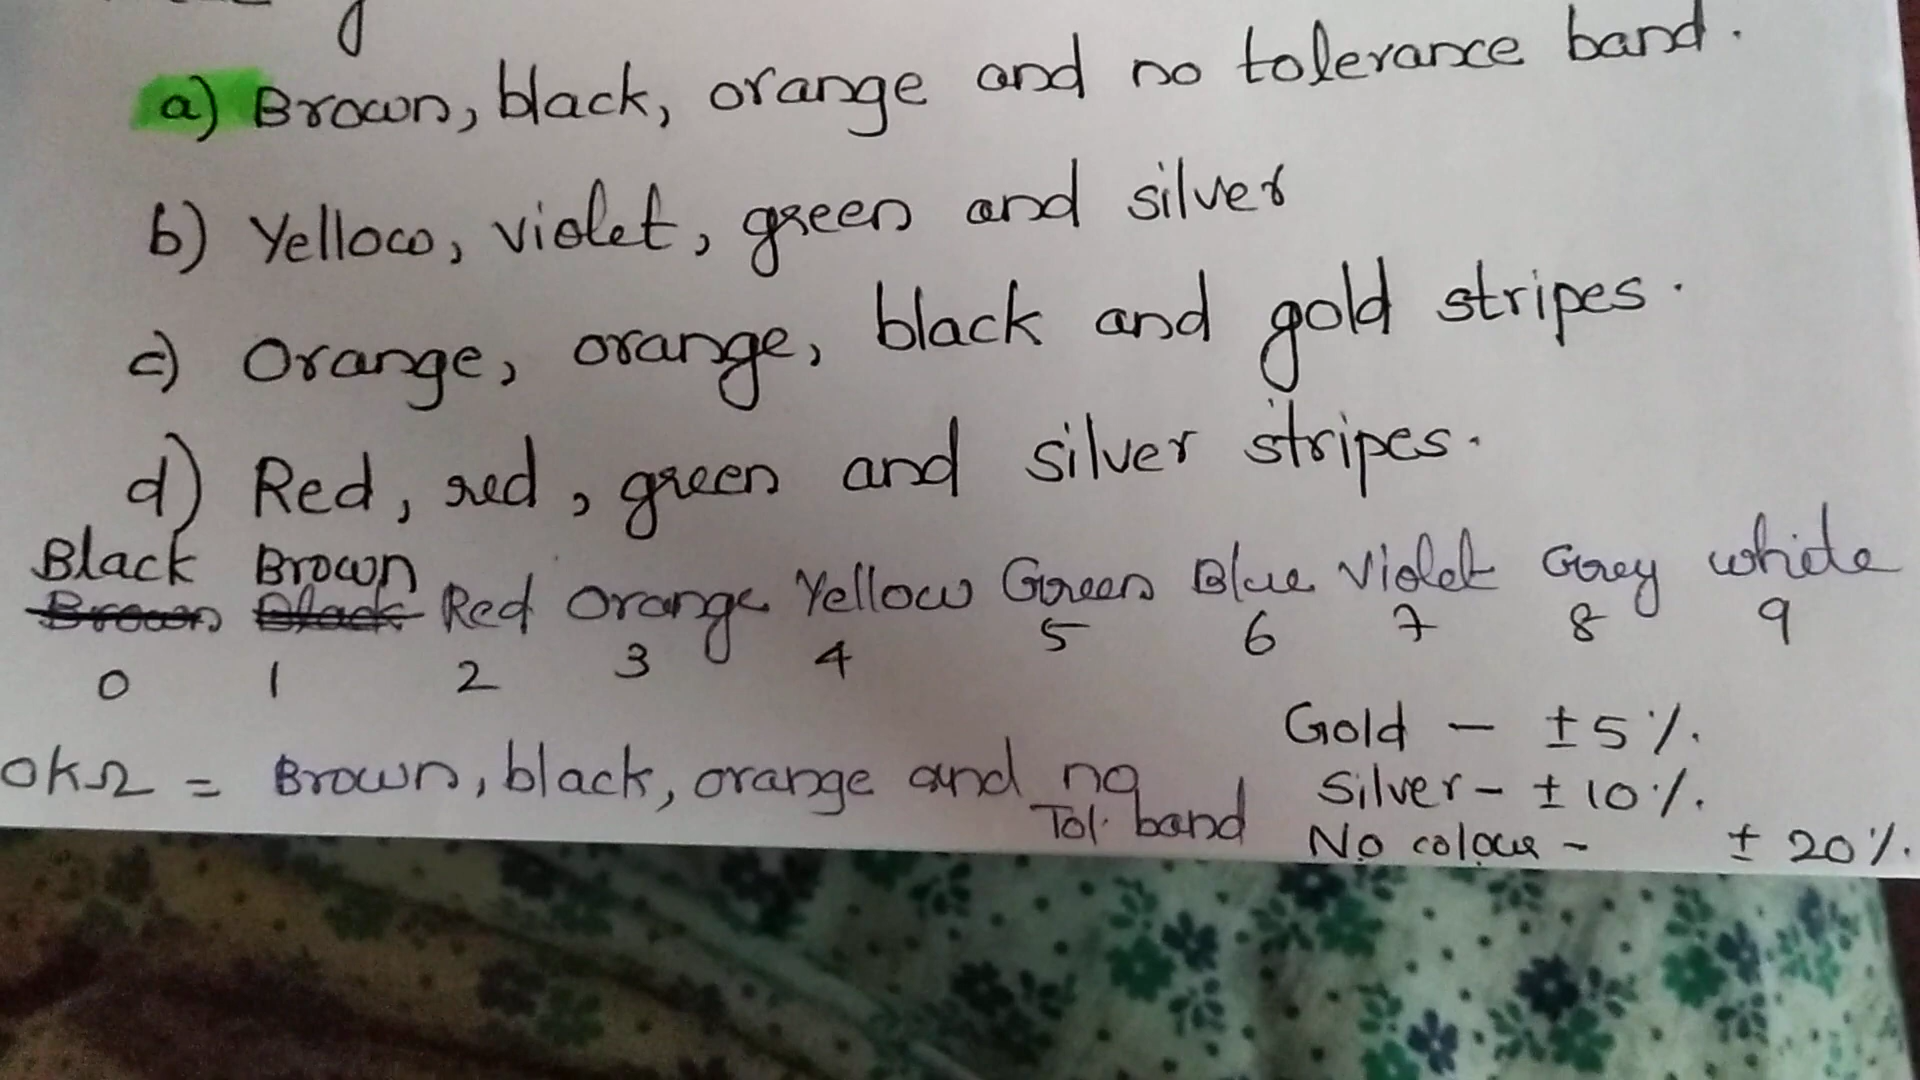 a) Brown, black, orange and no tolerance band.
b) Yellow, violet, green and silver
c) Orange, orange, black and gold stripes.
d) Red, red, green and silver stripes.
Black Brown
Brown Black Red Orange Yellow Green Blue Violet Grey white
0 1 2 3 4 5 6 7 8 9
Gold - ±5%.
0kΩ = Brown, black, orange and no Tol. band
Silver - ±10%.
No colour - ±20%.